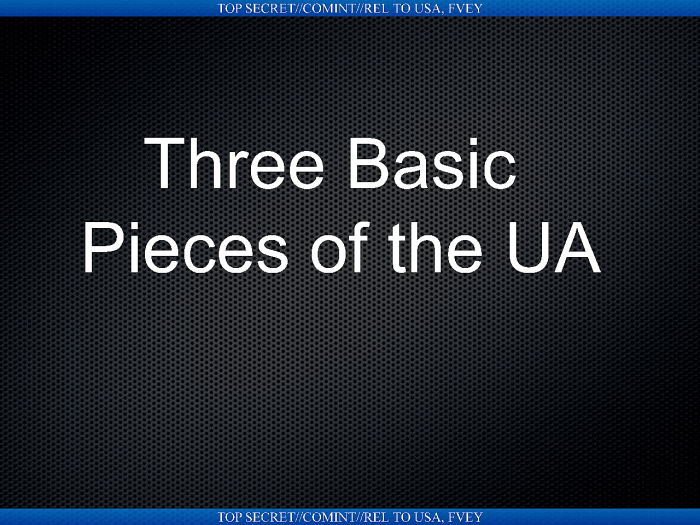 TOP SECRET//COMINT//REL TO USA, FVEY
Three Basic
Pieces of the UA
TOP SECRET//COMINT//REL TO USA, FVEY